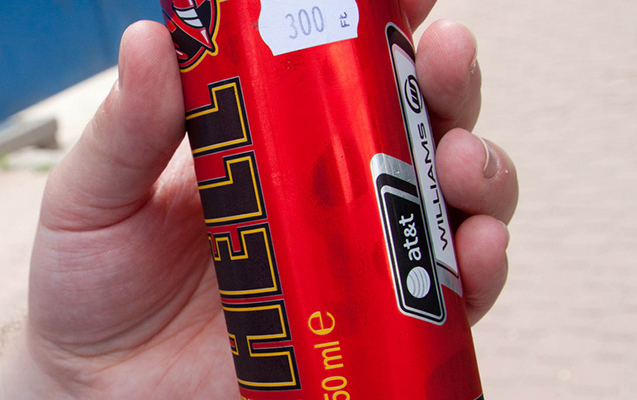 300 Ft
HELL
50 ml e
at&t
WILLIAMS